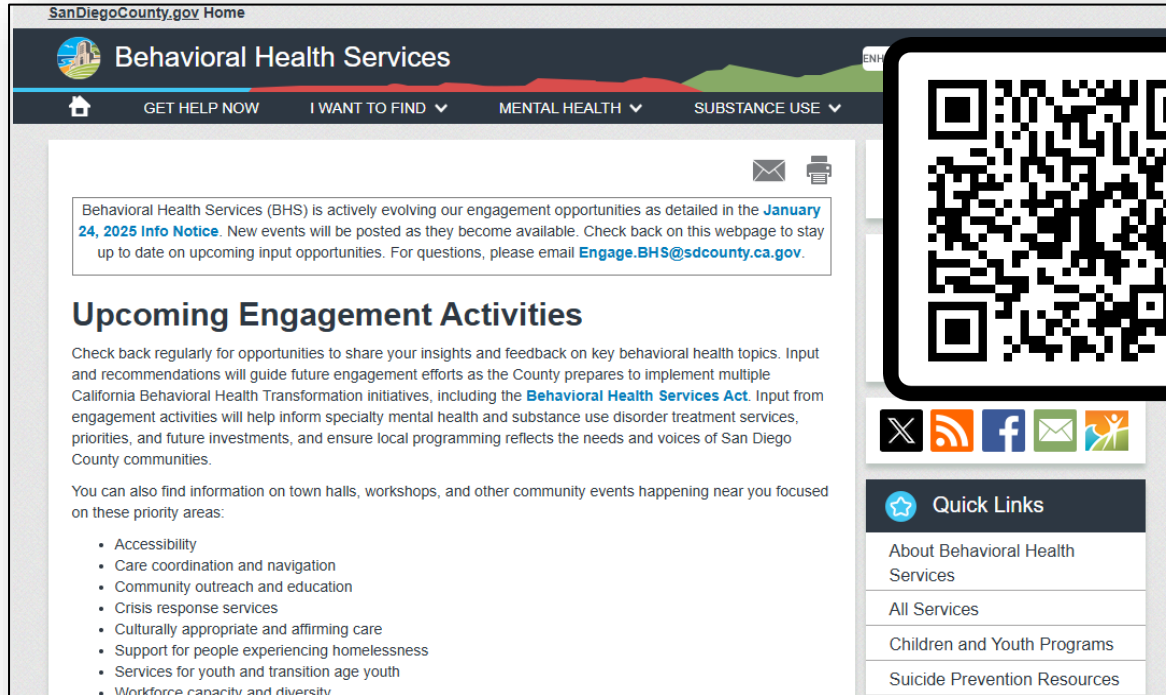 SanDiegoCounty.gov Home
Behavioral Health Services
ENH
GET HELP NOW
I WANT TO FIND
MENTAL HEALTH
SUBSTANCE USE
Behavioral Health Services (BHS) is actively evolving our engagement opportunities as detailed in the January
24, 2025 Info Notice. New events will be posted as they become available. Check back on this webpage to stay
up to date on upcoming input opportunities. For questions, please email Engage.BHS@sdcounty.ca.gov.
Upcoming Engagement Activities
Check back regularly for opportunities to share your insights and feedback on key behavioral health topics. Input
and recommendations will guide future engagement efforts as the County prepares to implement multiple
California Behavioral Health Transformation initiatives, including the Behavioral Health Services Act. Input from
engagement activities will help inform specialty mental health and substance use disorder treatment services,
priorities, and future investments, and ensure local programming reflects the needs and voices of San Diego
County communities.
You can also find information on town halls, workshops, and other community events happening near you focused
on these priority areas:
• Accessibility
• Care coordination and navigation
• Community outreach and education
• Crisis response services
• Culturally appropriate and affirming care
• Support for people experiencing homelessness
• Services for youth and transition age youth
• Workforce capacity and diversity
Quick Links
About Behavioral Health
Services
All Services
Children and Youth Programs
Suicide Prevention Resources